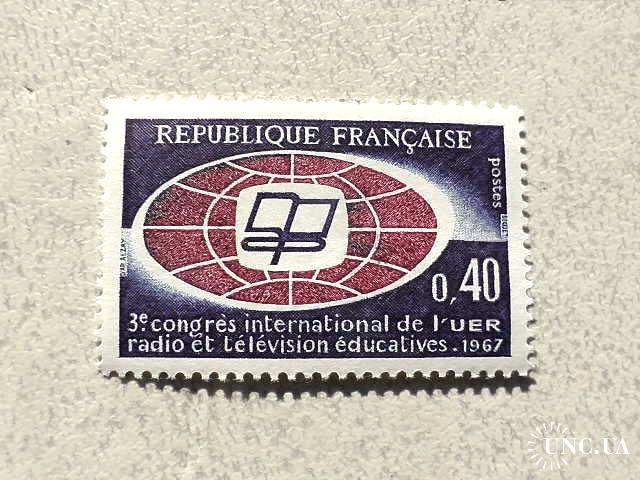 REPUBLIQUE FRANÇAISE
postes
0,40
3e congrès international de l'UER
radio et télévision éducatives . 1967
UNC.UA